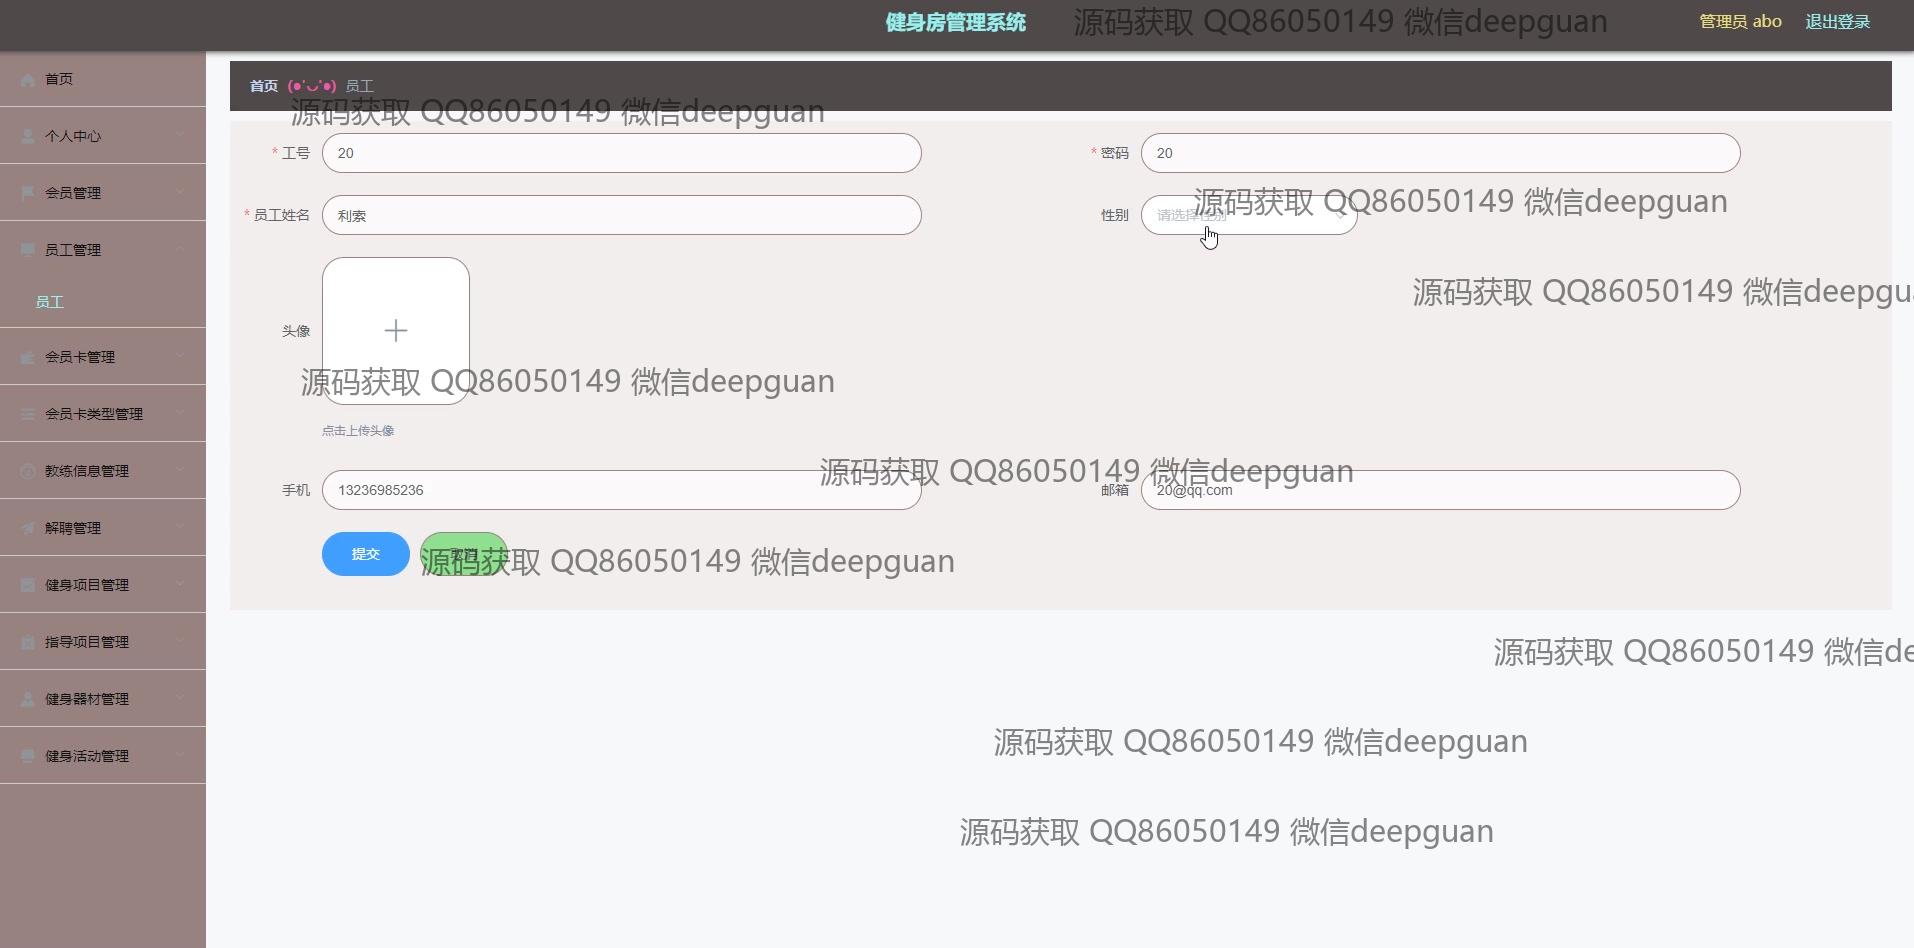 健身房管理系统
源码获取 QQ86050149 微信deepguan
管理员 abo
退出登录
首页
个人中心
会员管理
员工管理
员工
会员卡管理
会员卡类型管理
教练信息管理
解聘管理
健身项目管理
指导项目管理
健身器材管理
健身活动管理
首页 (●'◡'●) 员工
源码获取 QQ86050149 微信deepguan
* 工号 20
* 密码 20
* 员工姓名 利索
性别 请选择性别
源码获取 QQ86050149 微信deepguan
源码获取 QQ86050149 微信deepgu
头像
源码获取 QQ86050149 微信deepguan
点击上传头像
源码获取 QQ86050149 微信deepguan
手机 13236985236
邮箱 20@qq.com
提交
取消
源码获取 QQ86050149 微信deepguan
源码获取 QQ86050149 微信de
源码获取 QQ86050149 微信deepguan
源码获取 QQ86050149 微信deepguan